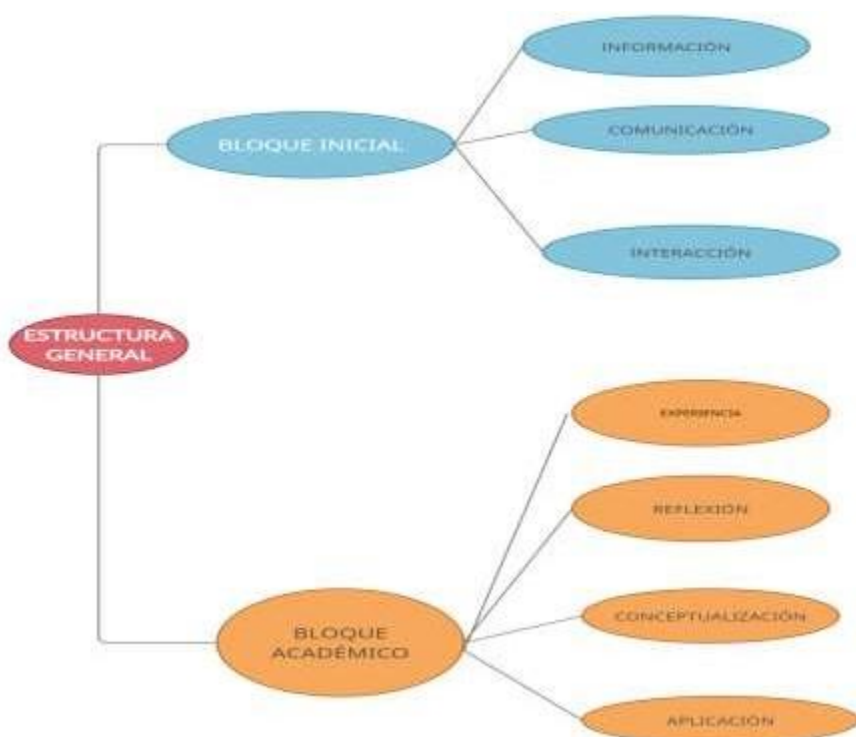 INFORMACIÓN
COMUNICACIÓN
BLOQUE INICIAL
INTERACCIÓN
ESTRUCTURA
GENERAL
EXPERIENCIA
REFLEXIÓN
CONCEPTUALIZACIÓN
BLOQUE
ACADÉMICO
APLICACIÓN